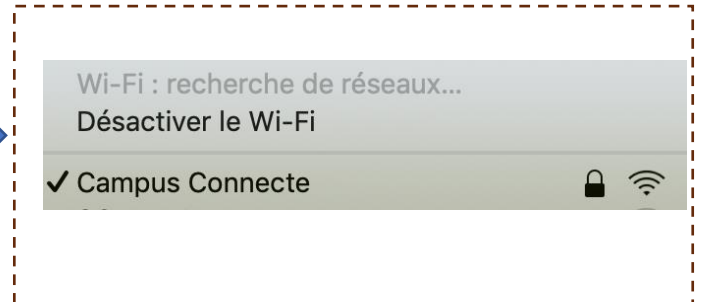 Wi-Fi : recherche de réseaux...
Désactiver le Wi-Fi
✓ Campus Connecte